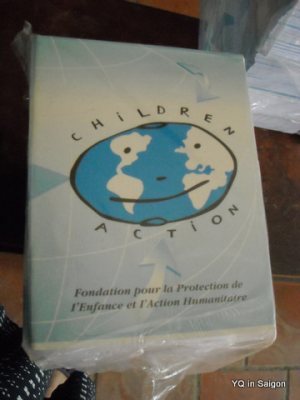 CHiLDREN
ACTiON
Fondation pour la Protection de
l'Enfance et l'Action Humanitaire
YQ in Saigon